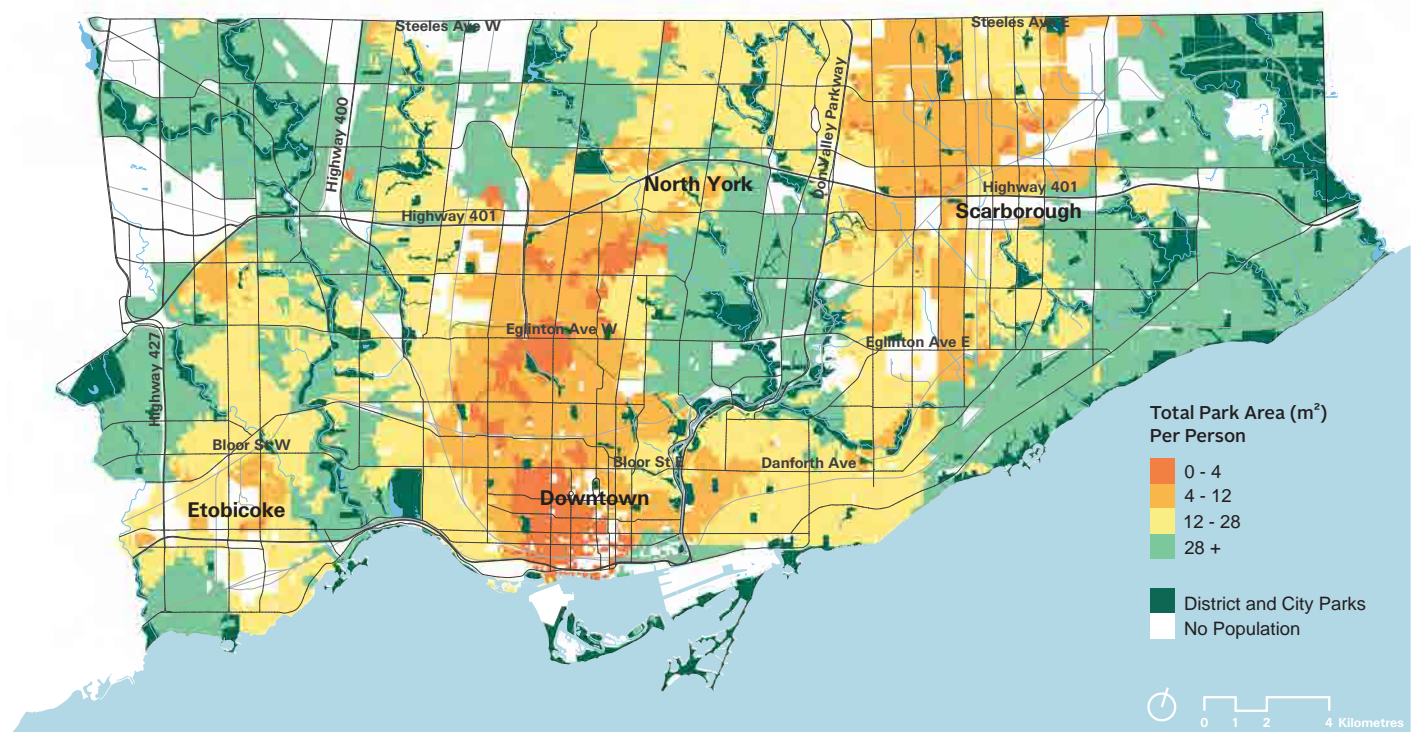 Steeles Ave W
Steeles Ave E
Highway 400
Don Valley Parkway
North York
Highway 401
Scarborough
Highway 401
Eglinton Ave W
Eglinton Ave E
Highway 427
Bloor St W
Bloor St E
Danforth Ave
Downtown
Etobicoke
Total Park Area (m²)
Per Person
0 - 4
4 - 12
12 - 28
28 +
District and City Parks
No Population
0 1 2 4 Kilometres